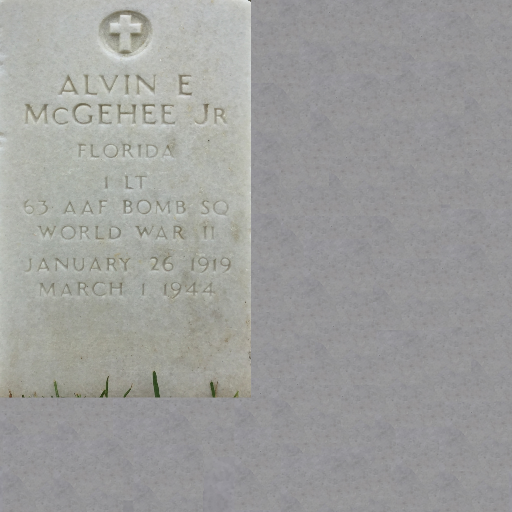 ALVIN E
McGEHEE Jr
FLORIDA
1 LT
63 AAF BOMB SQ
WORLD WAR II
JANUARY 26 1919
MARCH 1 1944